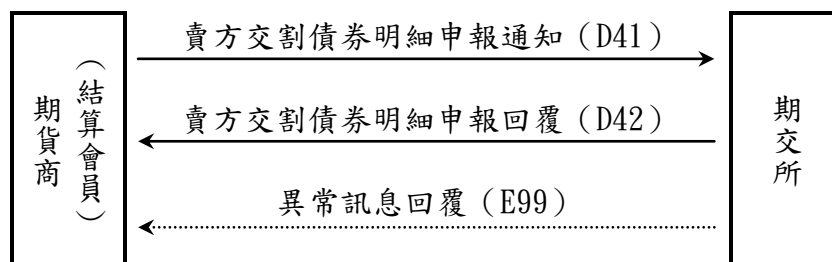 期貨商
(結算會員)
賣方交割債券明細申報通知(D41)
賣方交割債券明細申報回覆(D42)
異常訊息回覆(E99)
期交所